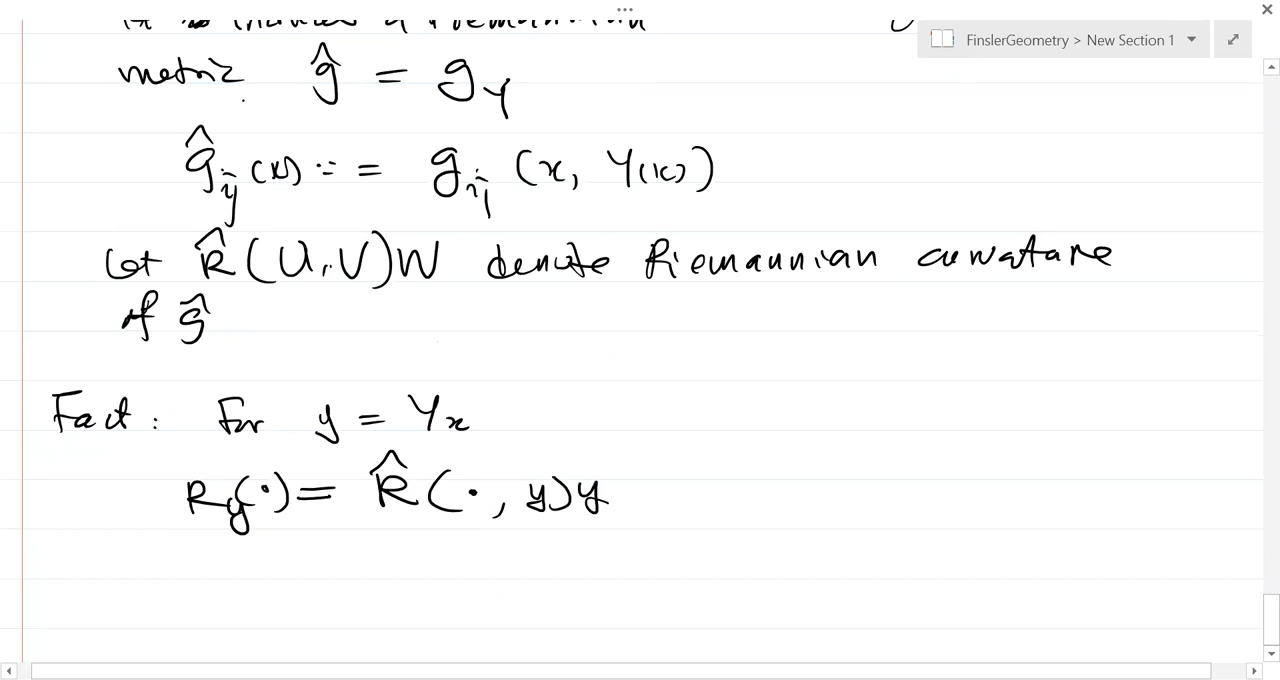 FinslerGeometry > New Section 1
metric. ĝ = g_Y
ĝ_ij (x) := g_ij (x, Y(x))
Let R̂(U, V)W denote Riemannian curvature
of ĝ
Fact: For y = Y_x
R_y(·) = R̂(·, y)y